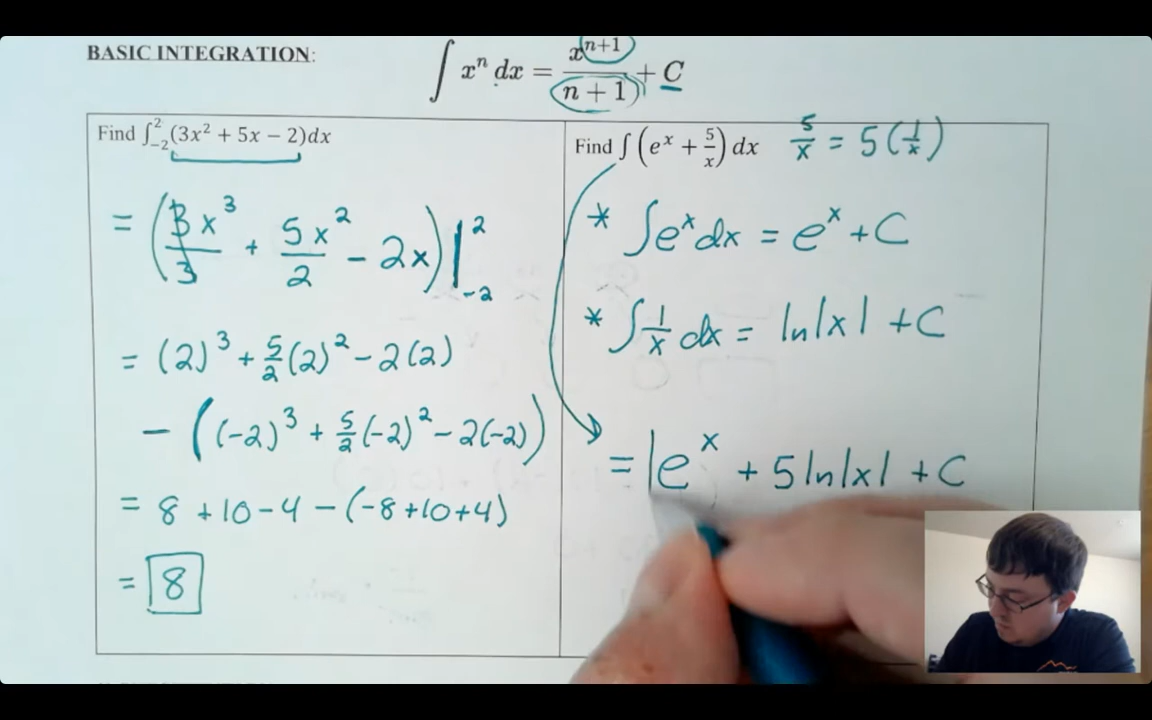 BASIC INTEGRATION:
∫ xⁿ dx = xⁿ⁺¹/(n + 1) + C
Find ∫₋₂² (3x² + 5x − 2)dx
= (3x³/3 + 5x²/2 − 2x)|₋₂²
= (2)³ + 5/2(2)² − 2(2)
− ((-2)³ + 5/2(-2)² − 2(-2))
= 8 + 10 − 4 − (-8 + 10 + 4)
= 8
Find ∫ (eˣ + 5/x) dx 5/x = 5(1/x)
* ∫eˣdx = eˣ + C
* ∫1/x dx = ln|x| + C
= eˣ + 5 ln|x| + C